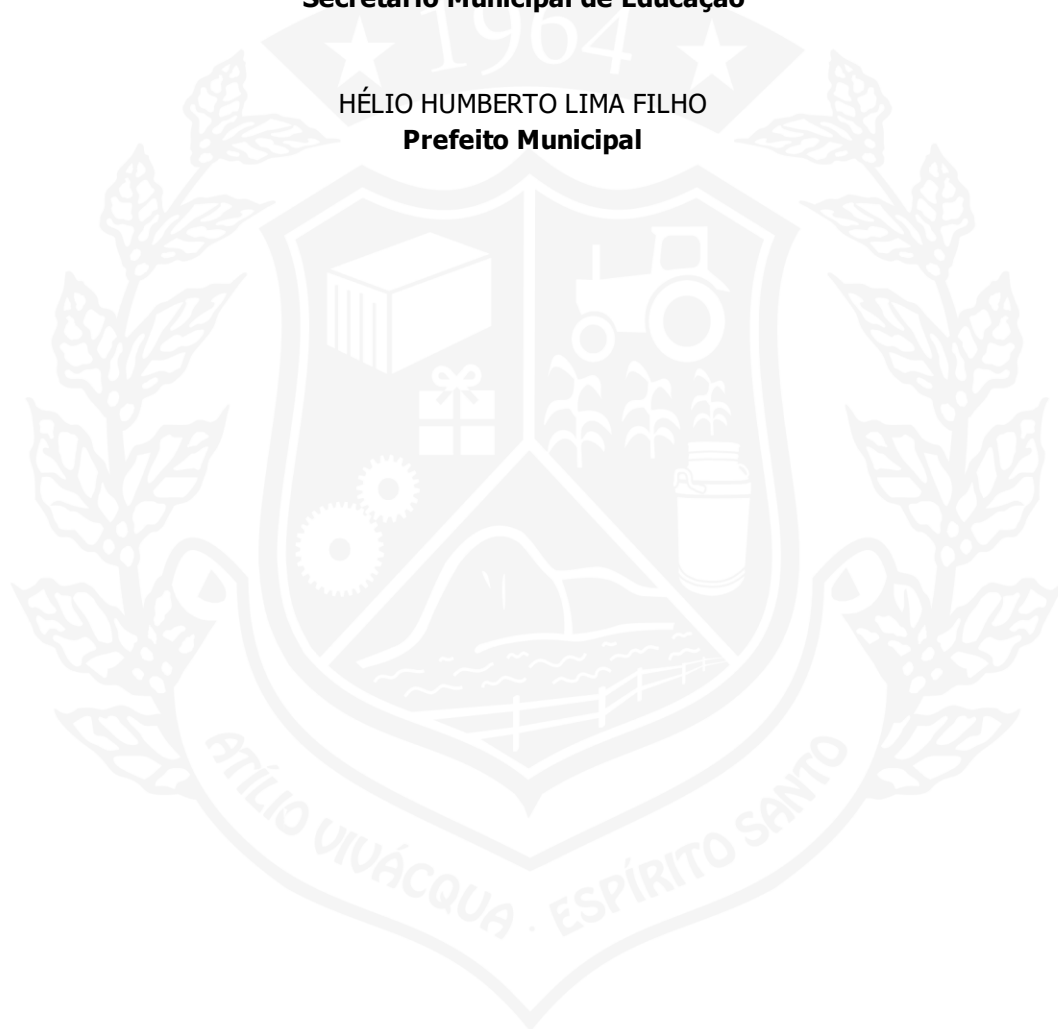 Secretário Municipal de Educação
1964
HÉLIO HUMBERTO LIMA FILHO
Prefeito Municipal
ATÍLIO VIVÁCQUA · ESPÍRITO SANTO